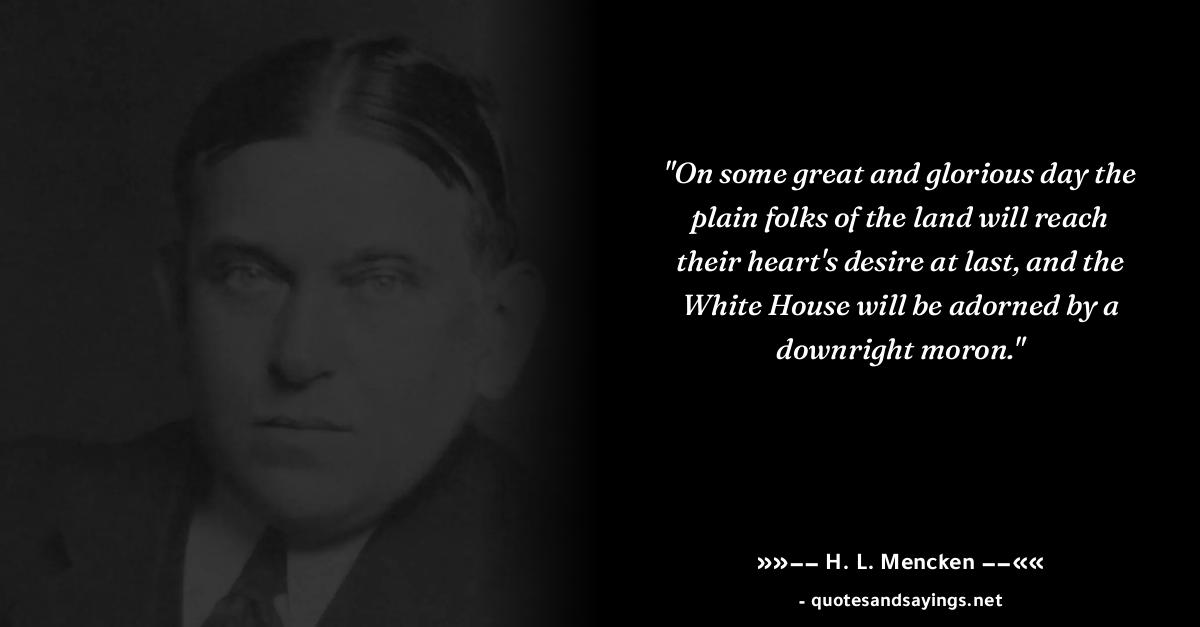 "On some great and glorious day the
plain folks of the land will reach
their heart's desire at last, and the
White House will be adorned by a
downright moron."
»»−− H. L. Mencken −−««
- quotesandsayings.net